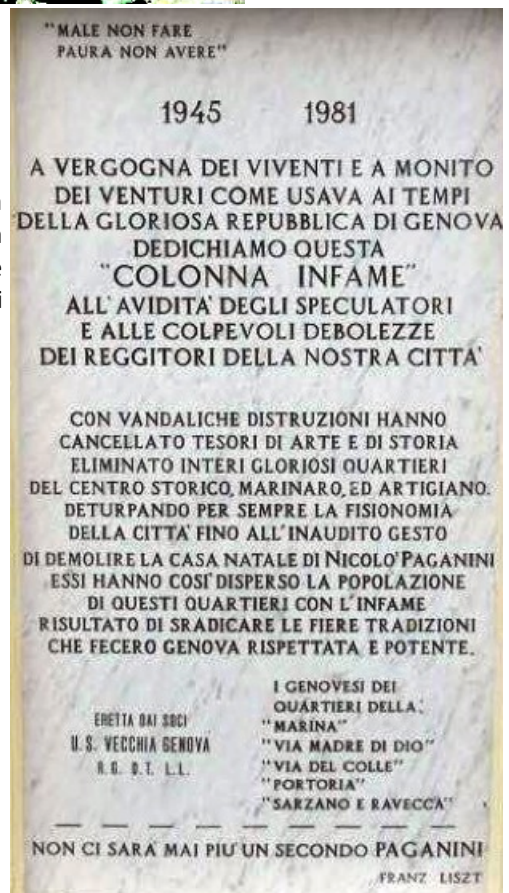 "MALE NON FARE
PAURA NON AVERE"
1945 1981
A VERGOGNA DEI VIVENTI E A MONITO
DEI VENTURI COME USAVA AI TEMPI
DELLA GLORIOSA REPUBBLICA DI GENOVA
DEDICHIAMO QUESTA
"COLONNA INFAME"
ALL'AVIDITA' DEGLI SPECULATORI
E ALLE COLPEVOLI DEBOLEZZE
DEI REGGITORI DELLA NOSTRA CITTA'
CON VANDALICHE DISTRUZIONI HANNO
CANCELLATO TESORI DI ARTE E DI STORIA
ELIMINATO INTERI GLORIOSI QUARTIERI
DEL CENTRO STORICO, MARINARO, ED ARTIGIANO.
DETURPANDO PER SEMPRE LA FISIONOMIA
DELLA CITTA' FINO ALL'INAUDITO GESTO
DI DEMOLIRE LA CASA NATALE DI NICOLO' PAGANINI
ESSI HANNO COSI' DISPERSO LA POPOLAZIONE
DI QUESTI QUARTIERI CON L'INFAME
RISULTATO DI SRADICARE LE FIERE TRADIZIONI
CHE FECERO GENOVA RISPETTATA E POTENTE.
ERETTA DAI SOCI
U.S. VECCHIA GENOVA
I GENOVESI DEI
QUARTIERI DELLA:
"MARINA"
"VIA MADRE DI DIO"
"VIA DEL COLLE"
"PORTORIA"
"SARZANO E RAVECCA"
NON CI SARA' MAI PIU' UN SECONDO PAGANINI
FRANZ LISZT